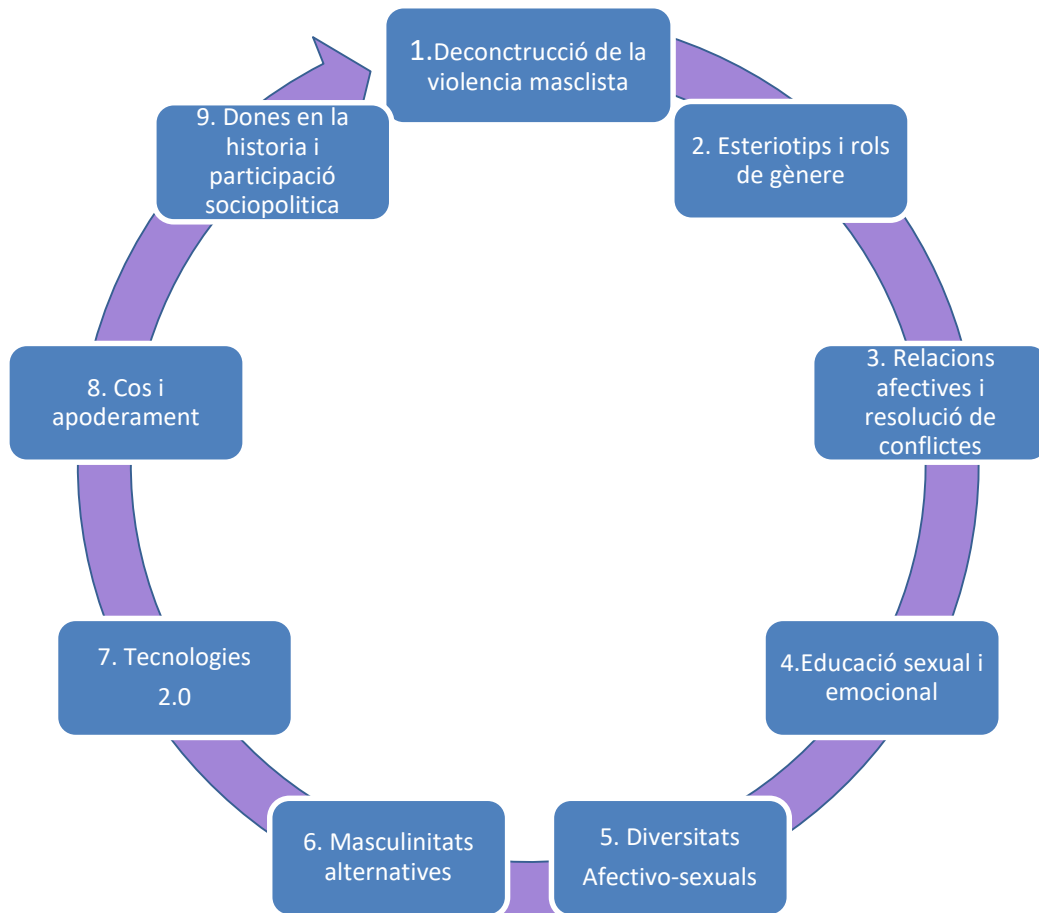 1.Deconctrucció de la
violencia masclista
2. Esteriotips i rols
de gènere
3. Relacions
afectives i
resolució de
conflictes
4.Educació sexual i
emocional
5. Diversitats
Afectivo-sexuals
6. Masculinitats
alternatives
7. Tecnologies
2.0
8. Cos i
apoderament
9. Dones en la
historia i
participació
sociopolitica